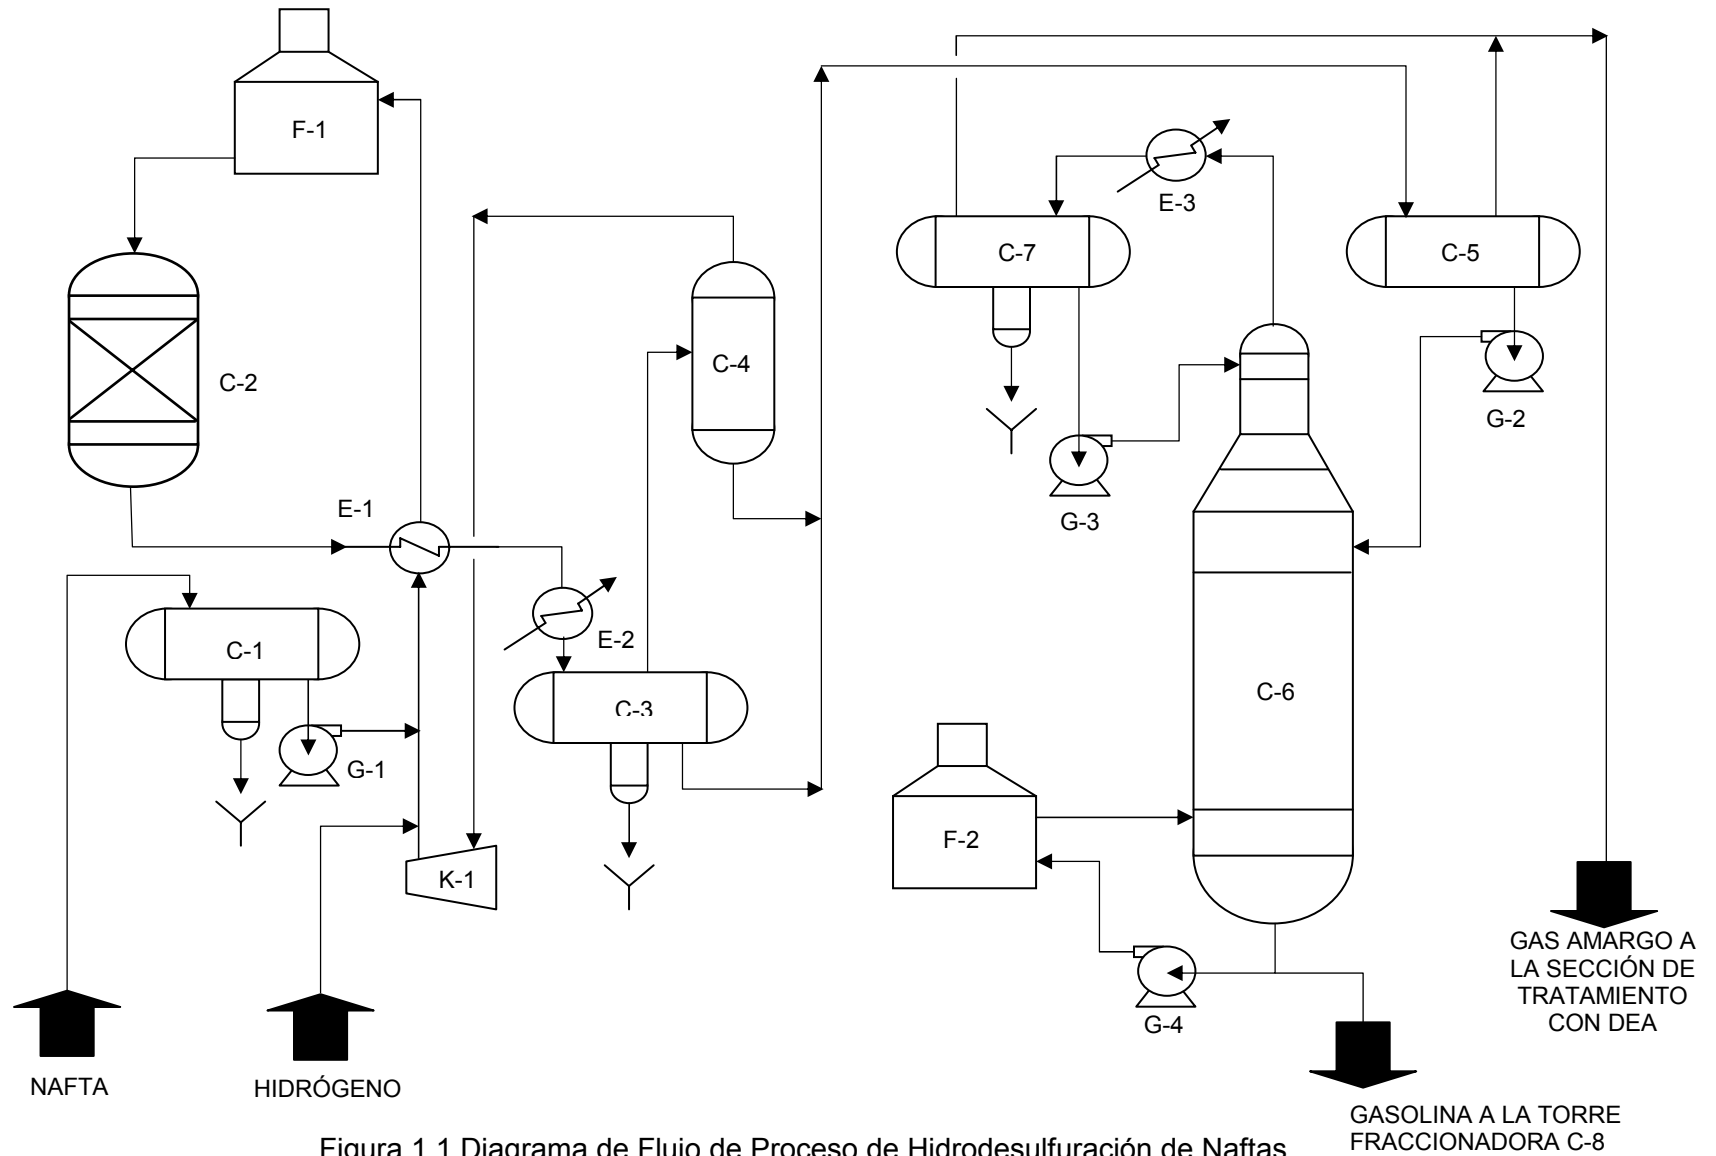 F-1
E-3
C-7
C-5
C-4
C-2
G-2
E-1
G-3
E-2
C-1
C-6
C-3
G-1
F-2
K-1
GAS AMARGO A
LA SECCIÓN DE
TRATAMIENTO
CON DEA
G-4
NAFTA
HIDRÓGENO
GASOLINA A LA TORRE
FRACCIONADORA C-8
Figura 1.1 Diagrama de Flujo de Proceso de Hidrodesulfuración de Naftas